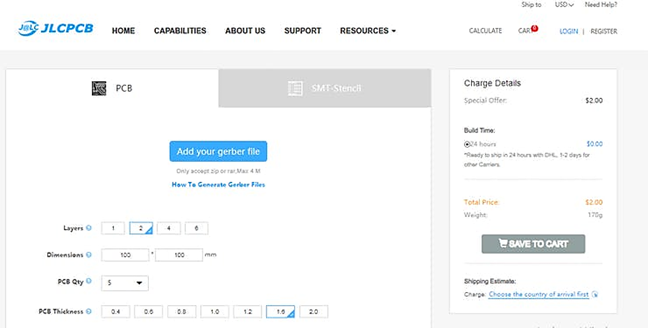 Ship to USD Need Help?
J@LC JLCPCB HOME CAPABILITIES ABOUT US SUPPORT RESOURCES CALCULATE CART 0 LOGIN | REGISTER
PCB SMT-Stencil
Add your gerber file
Only accept zip or rar,Max 4 M
How To Generate Gerber Files
Layers 1 2 4 6
Dimensions 100 * 100 mm
PCB Qty 5
PCB Thickness 0.4 0.6 0.8 1.0 1.2 1.6 2.0
Charge Details
Special Offer: $2.00
Build Time:
24 hours $0.00
*Ready to ship in 24 hours with DHL, 1-2 days for
other Carriers.
Total Price: $2.00
Weight: 170g
SAVE TO CART
Shipping Estimate:
Charge: Choose the country of arrival first